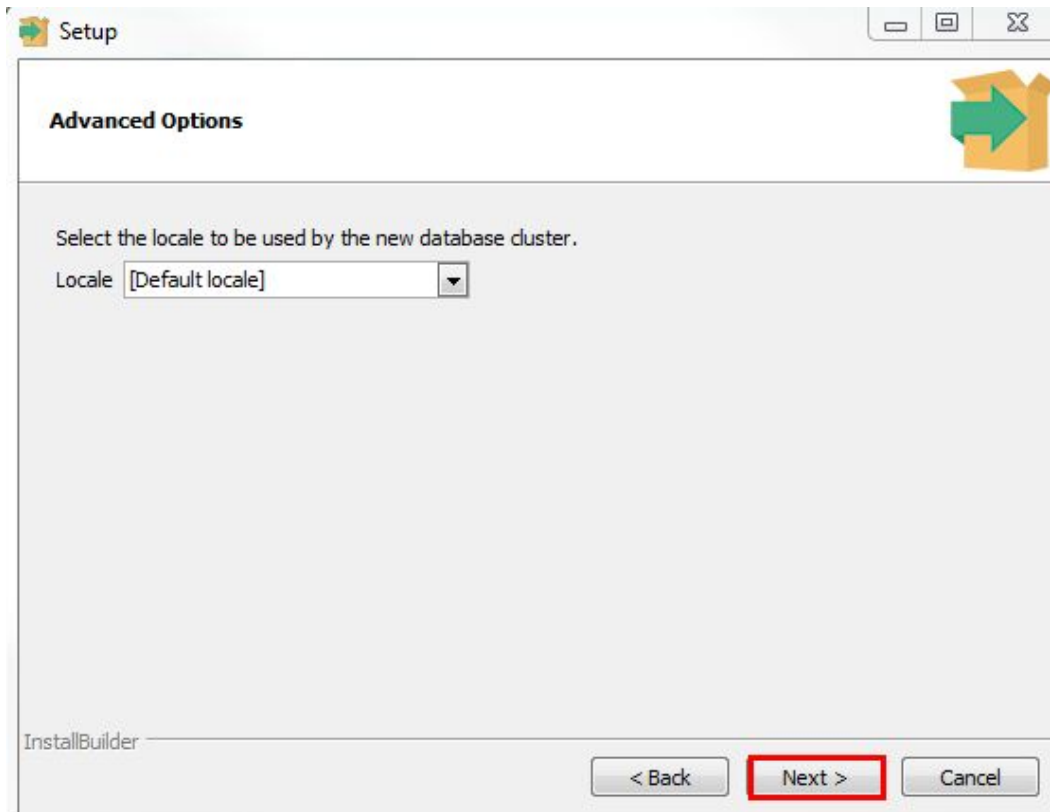 Setup
Advanced Options
Select the locale to be used by the new database cluster.
Locale [Default locale]
InstallBuilder
< Back Next > Cancel